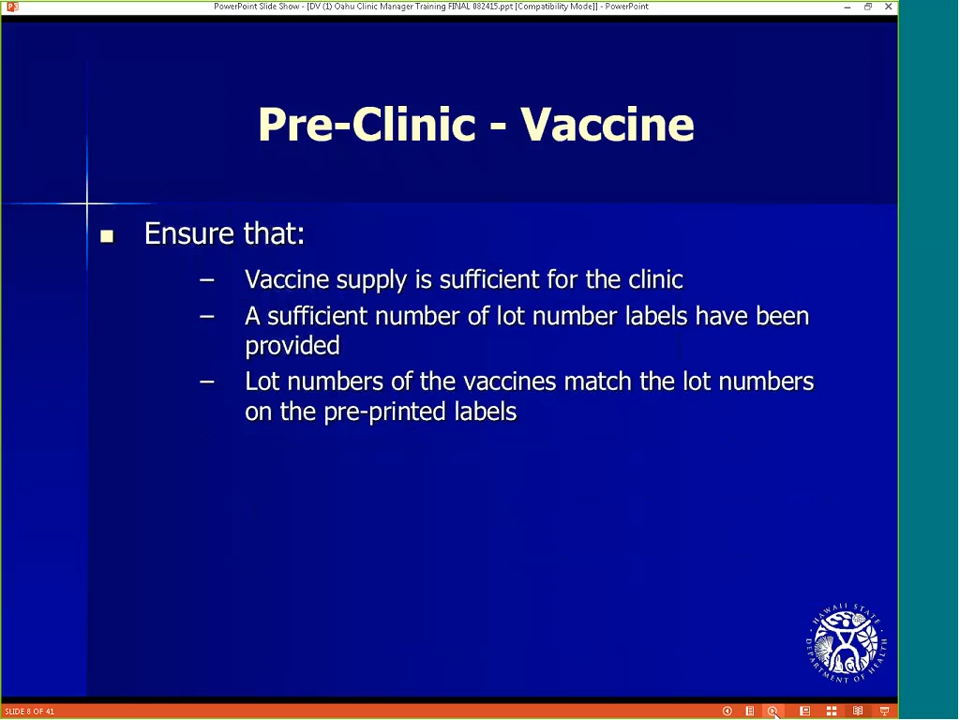 PowerPoint Slide Show - [DV (1) Oahu Clinic Manager Training FINAL 082415.ppt [Compatibility Mode]] - PowerPoint
Pre-Clinic - Vaccine
■ Ensure that:
– Vaccine supply is sufficient for the clinic
– A sufficient number of lot number labels have been
provided
– Lot numbers of the vaccines match the lot numbers
on the pre-printed labels
HAWAII STATE
DEPARTMENT OF HEALTH
SLIDE 8 OF 41